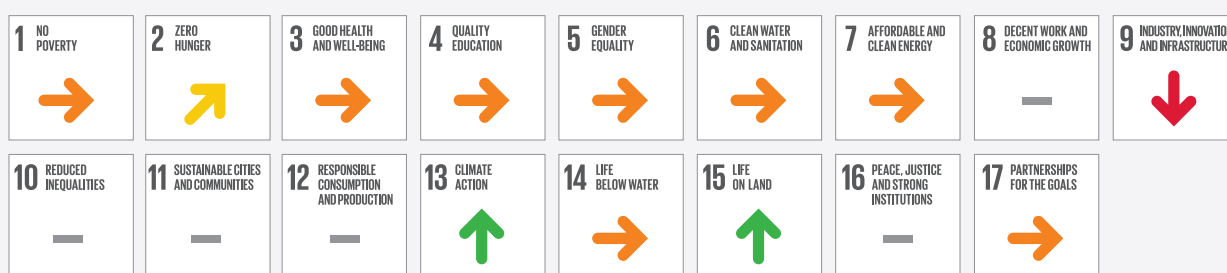 1 NO
POVERTY
2 ZERO
HUNGER
3 GOOD HEALTH
AND WELL-BEING
4 QUALITY
EDUCATION
5 GENDER
EQUALITY
6 CLEAN WATER
AND SANITATION
7 AFFORDABLE AND
CLEAN ENERGY
8 DECENT WORK AND
ECONOMIC GROWTH
9 INDUSTRY, INNOVATIO
AND INFRASTRUCTUR
10 REDUCED
INEQUALITIES
11 SUSTAINABLE CITIES
AND COMMUNITIES
12 RESPONSIBLE
CONSUMPTION
AND PRODUCTION
13 CLIMATE
ACTION
14 LIFE
BELOW WATER
15 LIFE
ON LAND
16 PEACE, JUSTICE
AND STRONG
INSTITUTIONS
17 PARTNERSHIPS
FOR THE GOALS